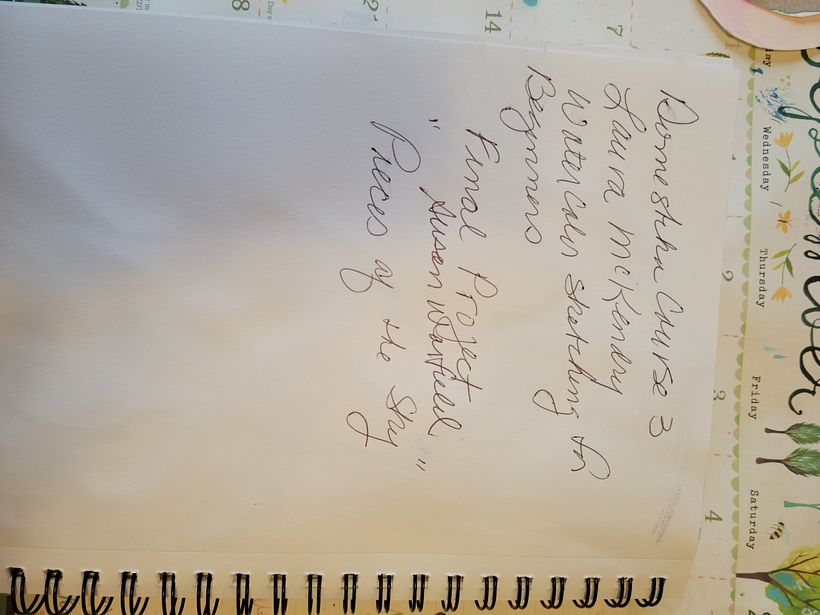 Domestika Course 3
Laura McKendry
Watercolor Sketching for
Beginners
Final Project
Susan Whitfield
"Pieces of the Sky"
Wednesday
Thursday
Friday
Saturday
7
14
2
3
4
8